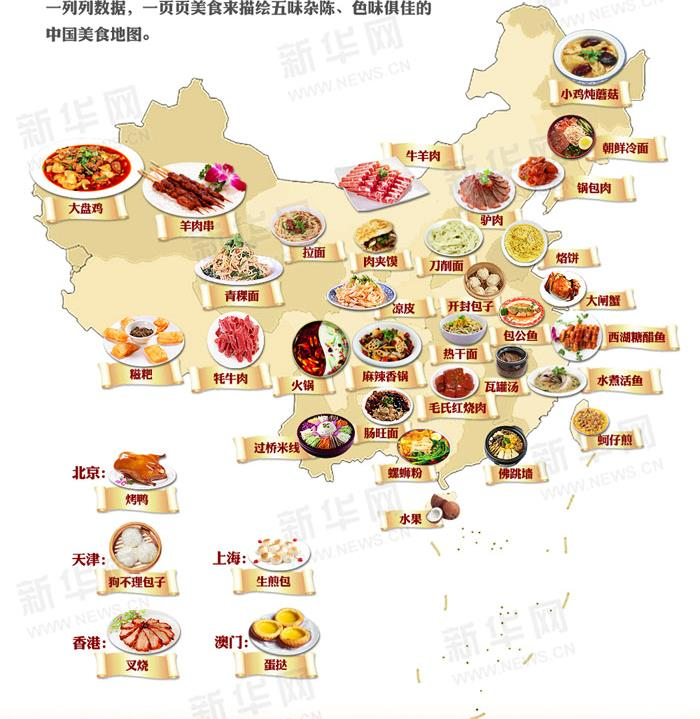 一列列数据，一页页美食来描绘五味杂陈、色味俱佳的
中国美食地图。
新华网
WWW.NEWS.CN
小鸡炖蘑菇
牛羊肉
朝鲜冷面
锅包肉
大盘鸡
羊肉串
驴肉
拉面
肉夹馍
刀削面
烙饼
青稞面
凉皮
开封包子
大闸蟹
包公鱼
西湖糖醋鱼
热干面
糍粑
牦牛肉
火锅
麻辣香锅
瓦罐汤
水煮活鱼
毛氏红烧肉
肠旺面
过桥米线
蚵仔煎
螺蛳粉
佛跳墙
北京：
烤鸭
水果
天津：
狗不理包子
上海：
生煎包
香港：
叉烧
澳门：
蛋挞